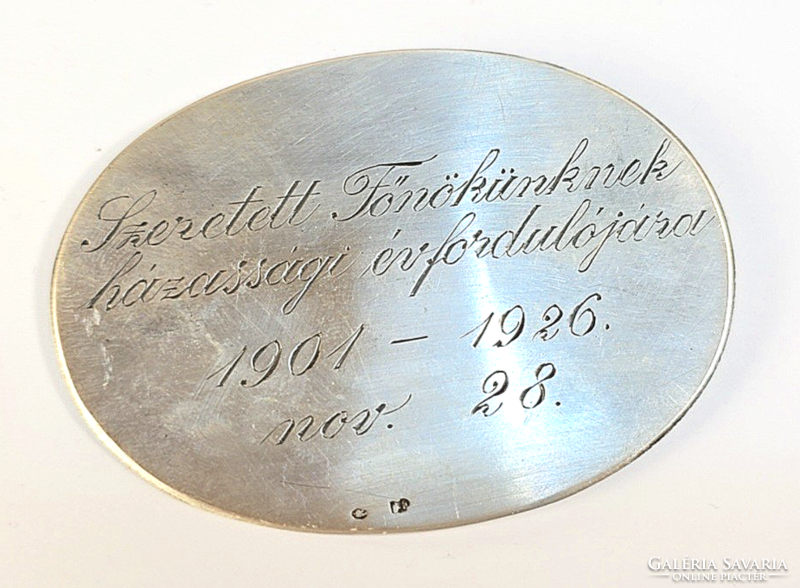 Szeretett Főnökünknek
házassági évfordulójára
1901 – 1926.
nov. 28.
GALÉRIA SAVARIA
ONLINE PIACTÉR